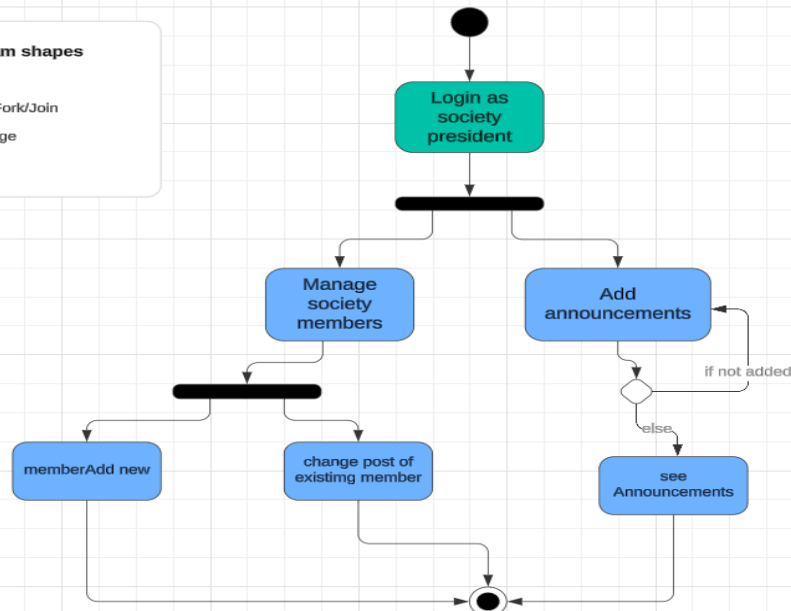 m shapes
Fork/Join
ge
Login as
society
president
Manage
society
members
Add
announcements
if not added
else
memberAdd new
change post of
existimg member
see
Announcements